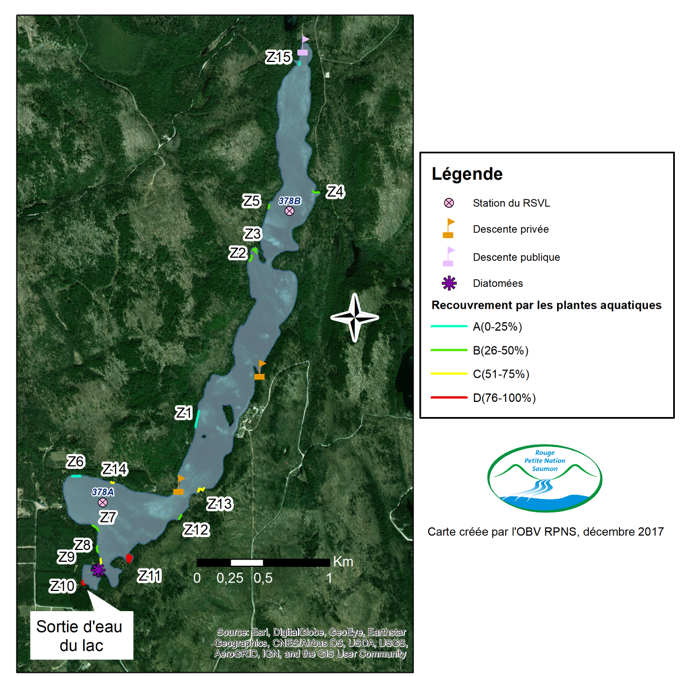 Z15
Z4
378B
Z5
Z3
Z2
Z1
Z6
Z14
378A
Z13
Z7
Z12
Z8
Z9
Z11
Z10
Km
0 0,25 0,5 1
Sortie d'eau
du lac
Source: Esri, DigitalGlobe, GeoEye, Earthstar
Geographics, CNES/Airbus DS, USDA, USGS,
AeroGRID, IGN, and the GIS User Community
Légende
Station du RSVL
Descente privée
Descente publique
Diatomées
Recouvrement par les plantes aquatiques
A(0-25%)
B(26-50%)
C(51-75%)
D(76-100%)
Rouge
Petite Nation
Saumon
Carte créée par l'OBV RPNS, décembre 2017